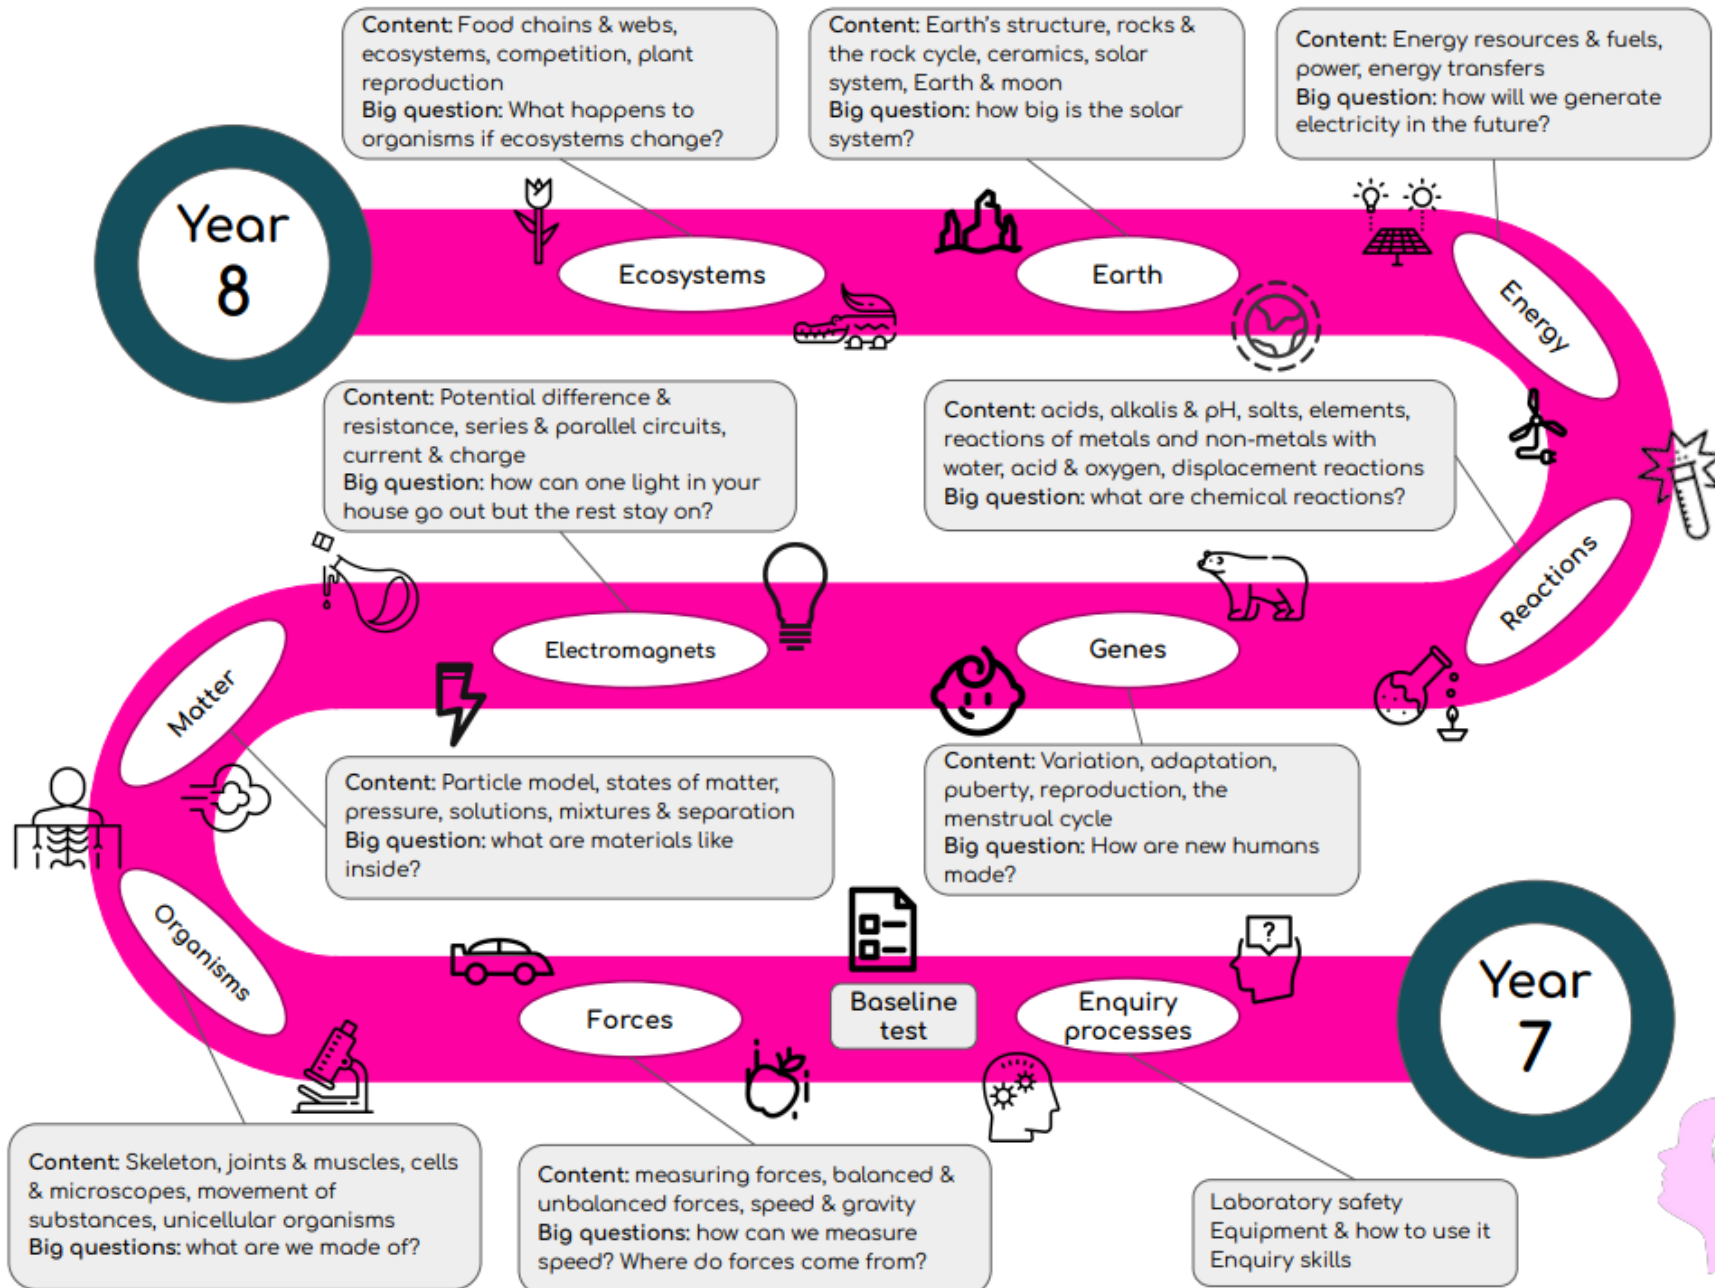 Content: Food chains & webs,
ecosystems, competition, plant
reproduction
Big question: What happens to
organisms if ecosystems change?
Content: Earth's structure, rocks &
the rock cycle, ceramics, solar
system, Earth & moon
Big question: how big is the solar
system?
Content: Energy resources & fuels,
power, energy transfers
Big question: how will we generate
electricity in the future?
Year
8
Ecosystems
Earth
Energy
Content: Potential difference &
resistance, series & parallel circuits,
current & charge
Big question: how can one light in your
house go out but the rest stay on?
Content: acids, alkalis & pH, salts, elements,
reactions of metals and non-metals with
water, acid & oxygen, displacement reactions
Big question: what are chemical reactions?
Reactions
Matter
Electromagnets
Genes
Content: Particle model, states of matter,
pressure, solutions, mixtures & separation
Big question: what are materials like
inside?
Content: Variation, adaptation,
puberty, reproduction, the
menstrual cycle
Big question: How are new humans
made?
Organisms
Forces
Baseline
test
Enquiry
processes
?
Year
7
Content: Skeleton, joints & muscles, cells
& microscopes, movement of
substances, unicellular organisms
Big questions: what are we made of?
Content: measuring forces, balanced &
unbalanced forces, speed & gravity
Big questions: how can we measure
speed? Where do forces come from?
Laboratory safety
Equipment & how to use it
Enquiry skills